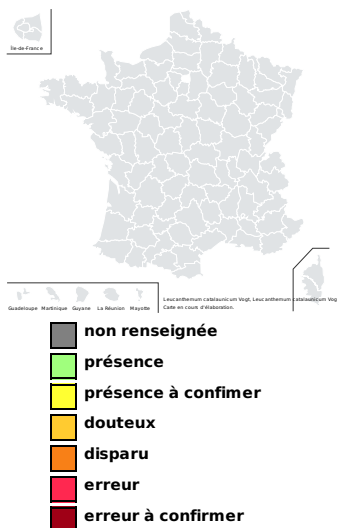 Île-de-France
Guadeloupe Martinique Guyane La Réunion Mayotte
Leucanthemum catalaunicum Vogt, Leucanthemum catalaunicum Vog
Carte en cours d'élaboration.
non renseignée
présence
présence à confimer
douteux
disparu
erreur
erreur à confirmer